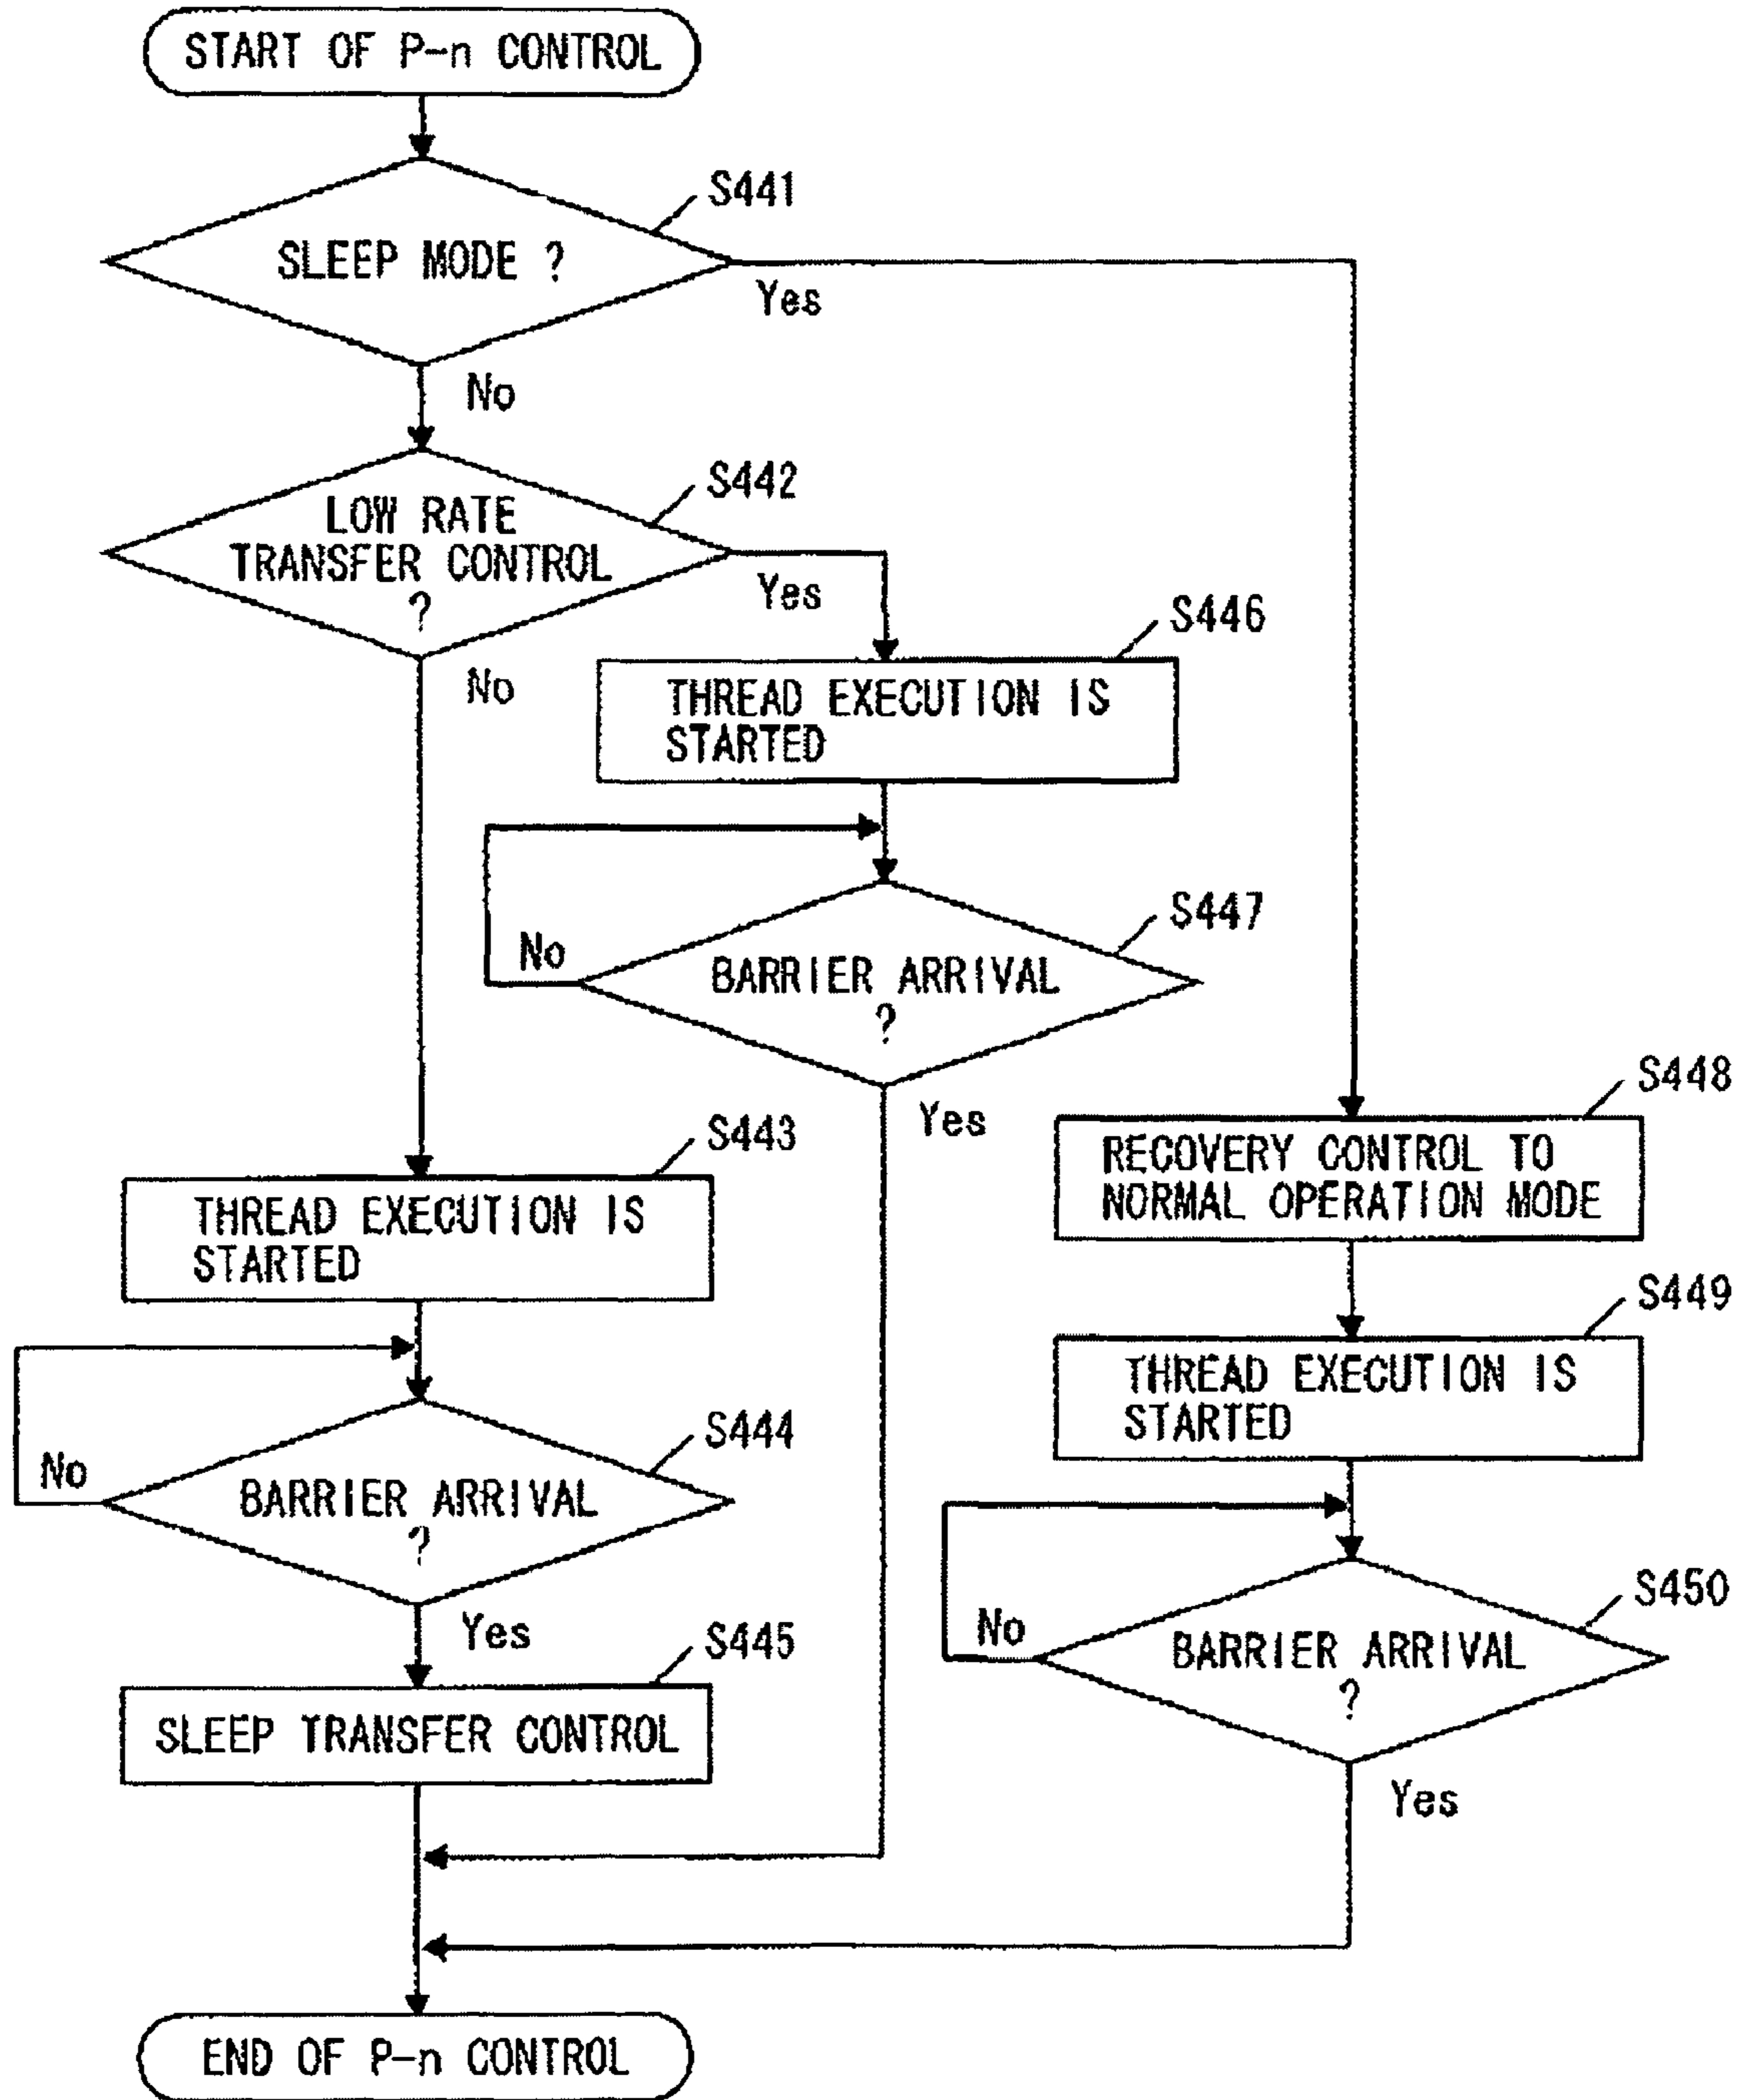 START OF P-n CONTROL
S441
SLEEP MODE ?
Yes
No
S442
LOW RATE
TRANSFER CONTROL
?
Yes
No
S446
THREAD EXECUTION IS
STARTED
S447
No
BARRIER ARRIVAL
?
Yes
S448
RECOVERY CONTROL TO
NORMAL OPERATION MODE
S443
THREAD EXECUTION IS
STARTED
S449
THREAD EXECUTION IS
STARTED
S444
No
BARRIER ARRIVAL
?
Yes
S450
No
BARRIER ARRIVAL
?
Yes
S445
SLEEP TRANSFER CONTROL
END OF P-n CONTROL